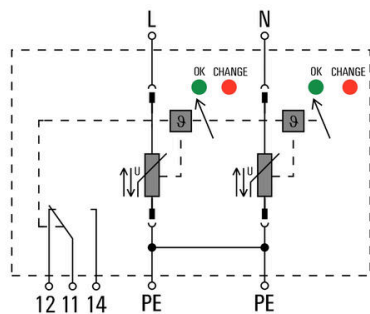 L N
OK CHANGE OK CHANGE
ϑ ϑ
U U
12 11 14 PE PE